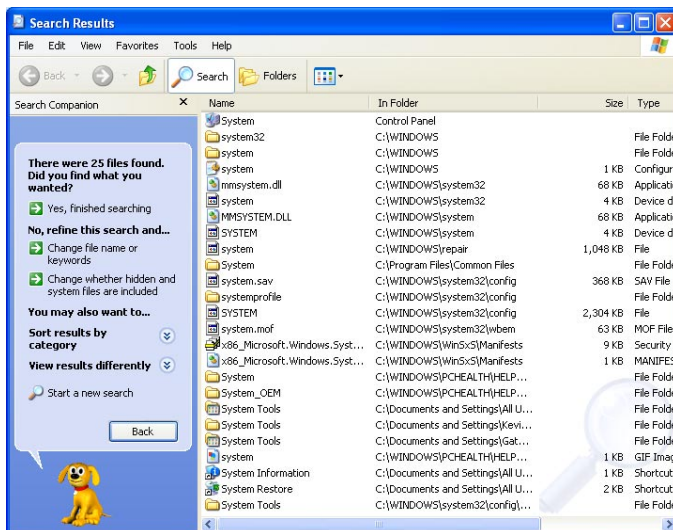 Search Results
File Edit View Favorites Tools Help
Back Search Folders
Search Companion
Name In Folder Size Type
There were 25 files found.
Did you find what you
wanted?
Yes, finished searching
No, refine this search and...
Change file name or
keywords
Change whether hidden and
system files are included
You may also want to...
Sort results by
category
View results differently
Start a new search
Back
System Control Panel
system32 C:\WINDOWS File Folde
system C:\WINDOWS File Folde
system C:\WINDOWS 1 KB Configur
mmsystem.dll C:\WINDOWS\system32 68 KB Applicati
system C:\WINDOWS\system32 4 KB Device d
MMSYSTEM.DLL C:\WINDOWS\system 68 KB Applicati
SYSTEM C:\WINDOWS\system 4 KB Device d
system C:\WINDOWS\repair 1,048 KB File
System C:\Program Files\Common Files File Folde
system.sav C:\WINDOWS\system32\config 368 KB SAV File
systemprofile C:\WINDOWS\system32\config File Folde
SYSTEM C:\WINDOWS\system32\config 2,304 KB File
system.mof C:\WINDOWS\system32\wbem 63 KB MOF File
x86_Microsoft.Windows.Syst... C:\WINDOWS\WinSxS\Manifests 9 KB Security
x86_Microsoft.Windows.Syst... C:\WINDOWS\WinSxS\Manifests 1 KB MANIFES
System C:\WINDOWS\PCHEALTH\HELP... File Folde
System_OEM C:\WINDOWS\PCHEALTH\HELP... File Folde
System Tools C:\Documents and Settings\All U... File Folde
System Tools C:\Documents and Settings\Kevi... File Folde
System Tools C:\Documents and Settings\Gat... File Folde
system C:\WINDOWS\PCHEALTH\HELP... 1 KB GIF Imag
System Information C:\Documents and Settings\All U... 1 KB Shortcut
System Restore C:\Documents and Settings\All U... 2 KB Shortcut
System Tools C:\WINDOWS\system32\config\... File Folde